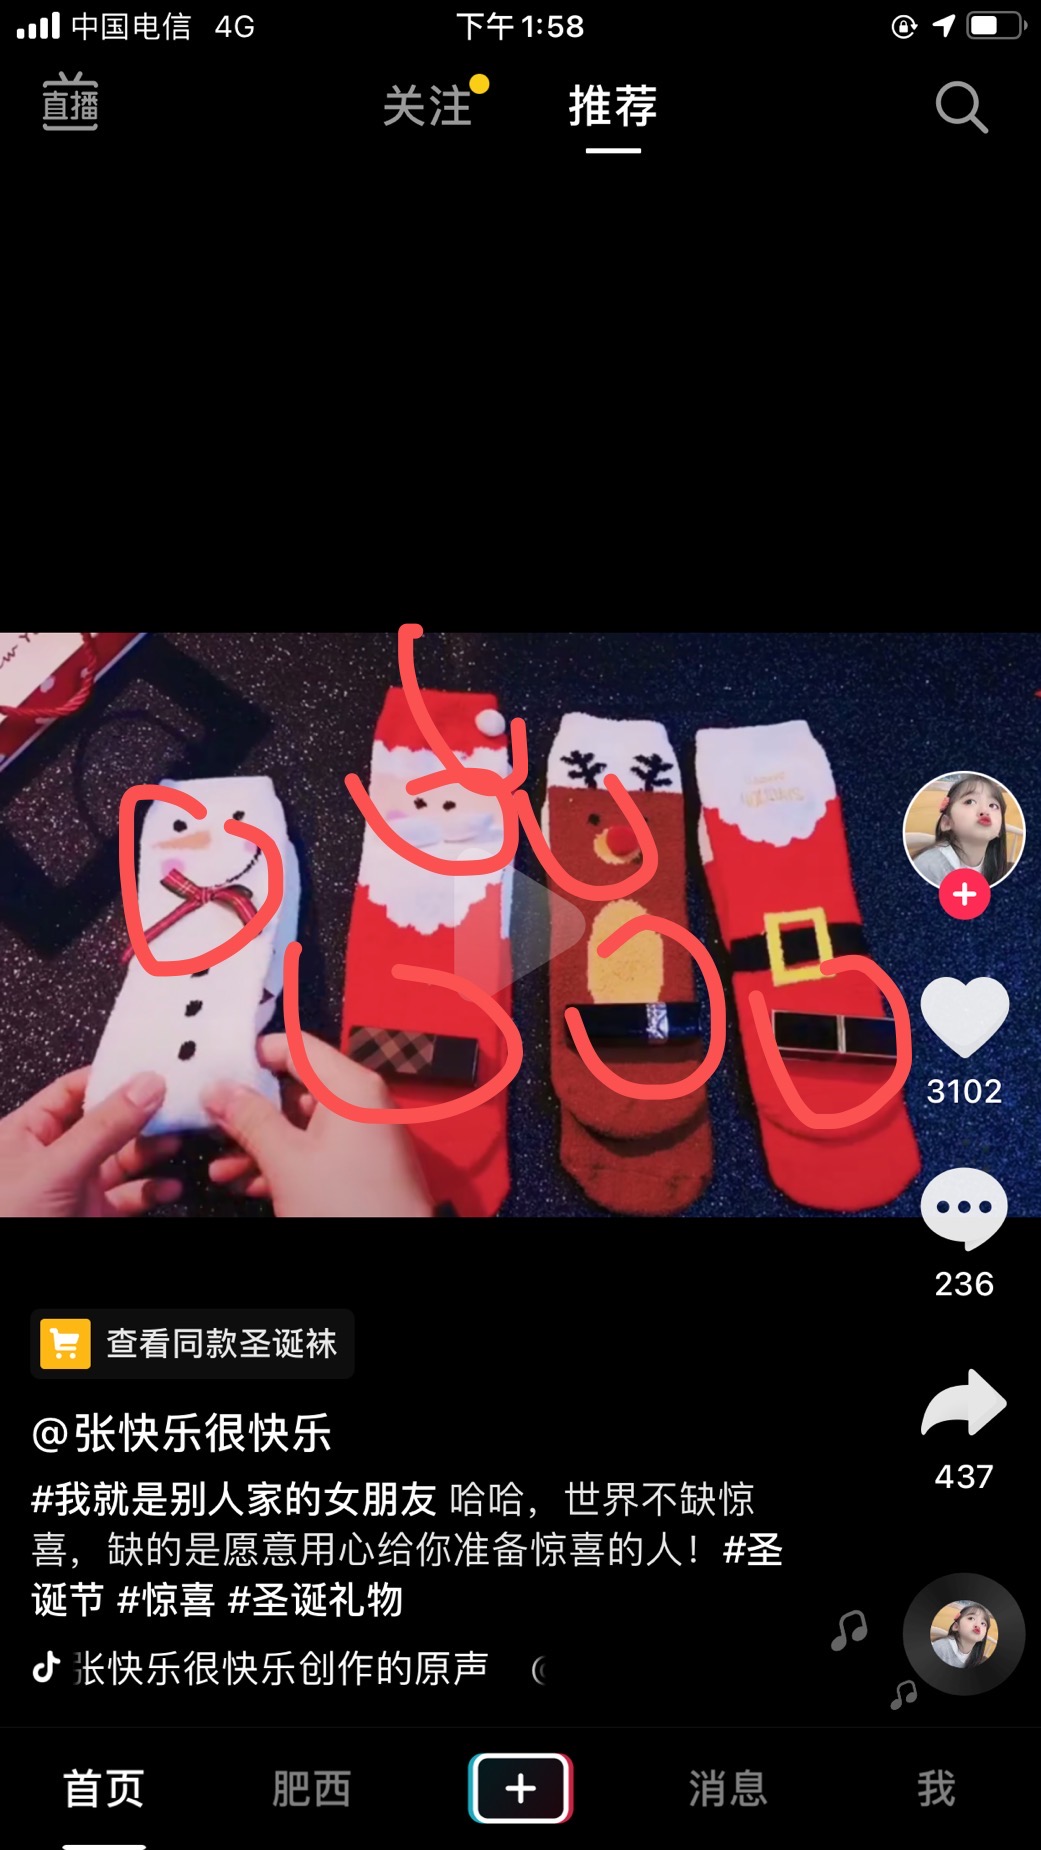 中国电信 4G 下午1:58
直播 关注 推荐
3102
236
查看同款圣诞袜
@张快乐很快乐
437
#我就是别人家的女朋友 哈哈，世界不缺惊
喜，缺的是愿意用心给你准备惊喜的人！#圣
诞节 #惊喜 #圣诞礼物
张快乐很快乐创作的原声
首页 肥西 消息 我